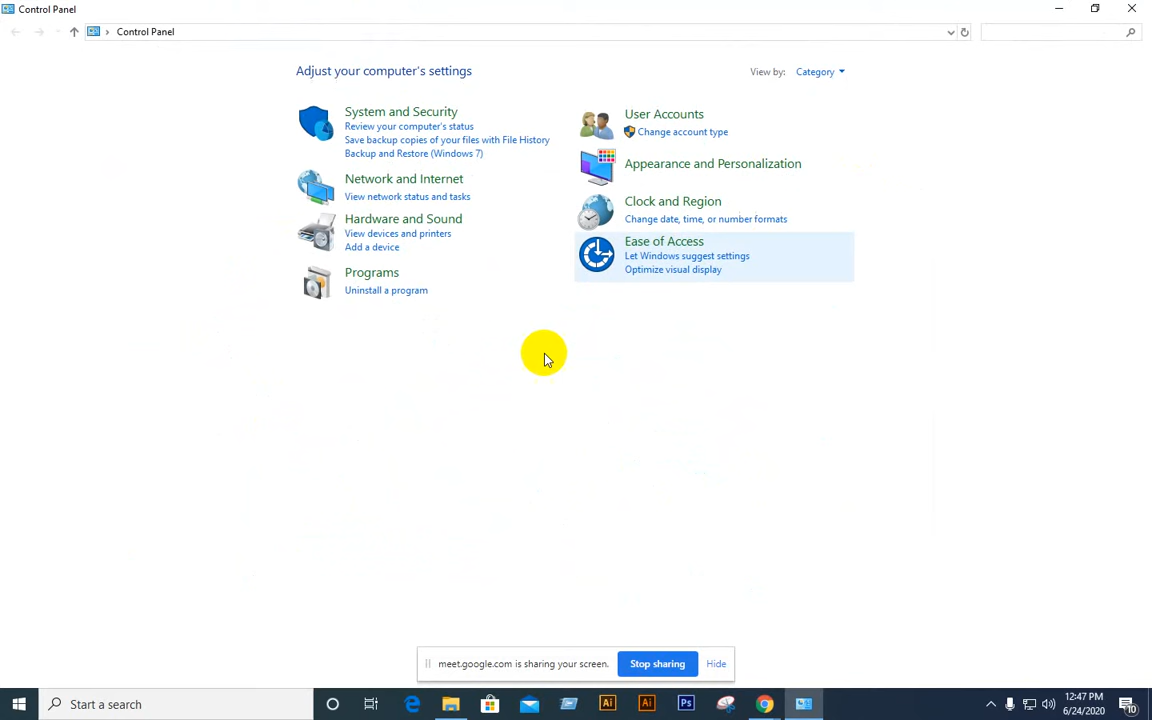 Control Panel
Control Panel
Adjust your computer's settings
View by: Category
System and Security
Review your computer's status
Save backup copies of your files with File History
Backup and Restore (Windows 7)
Network and Internet
View network status and tasks
Hardware and Sound
View devices and printers
Add a device
Programs
Uninstall a program
User Accounts
Change account type
Appearance and Personalization
Clock and Region
Change date, time, or number formats
Ease of Access
Let Windows suggest settings
Optimize visual display
meet.google.com is sharing your screen. Stop sharing Hide
Start a search
Ai
Ai
Ps
12:47 PM
6/24/2020
10